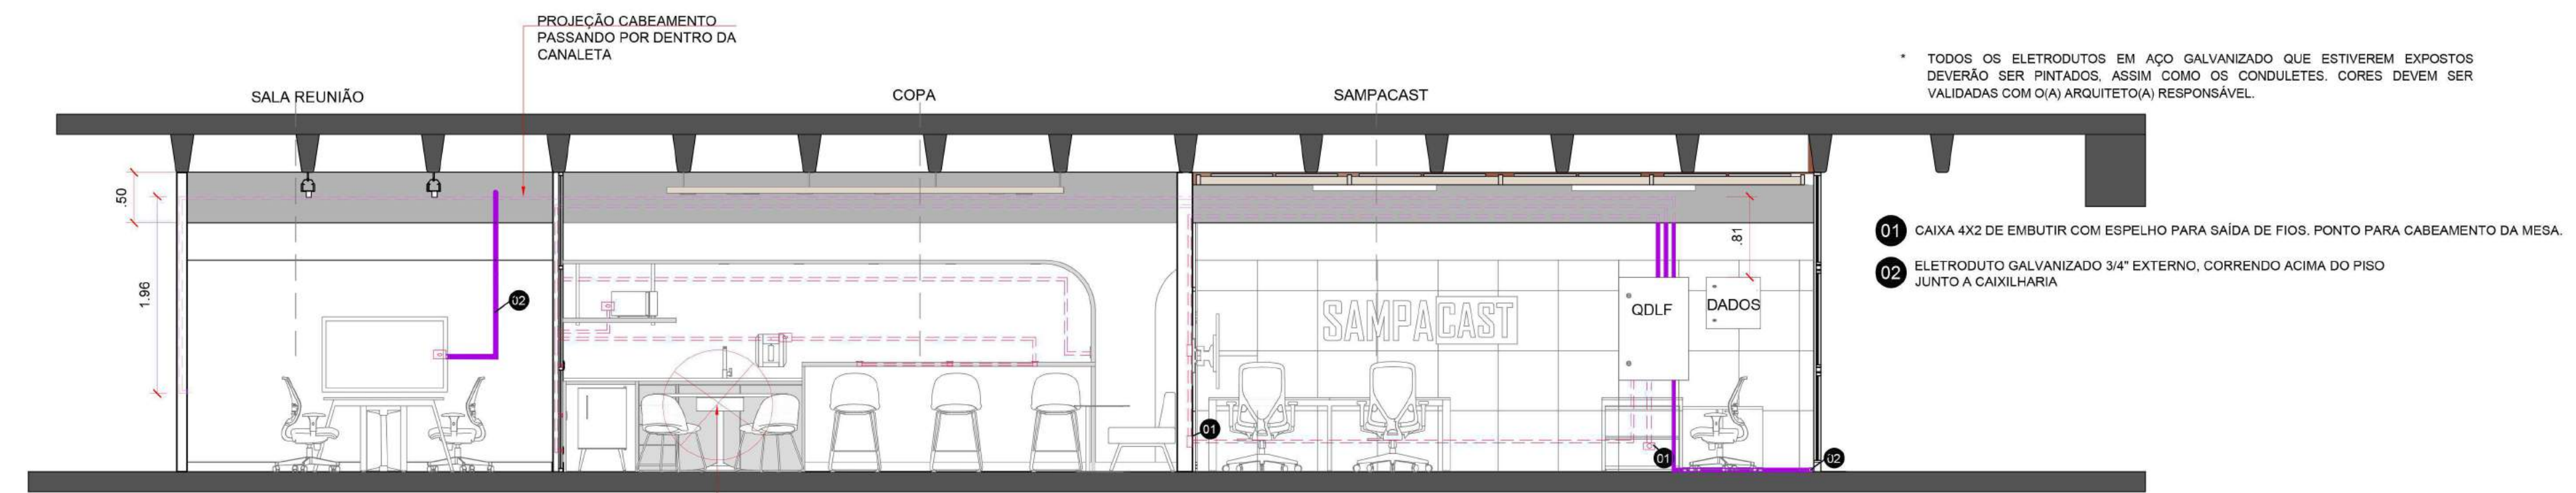 PROJEÇÃO CABEAMENTO
PASSANDO POR DENTRO DA
CANALETA
* TODOS OS ELETRODUTOS EM AÇO GALVANIZADO QUE ESTIVEREM EXPOSTOS
DEVERÃO SER PINTADOS, ASSIM COMO OS CONDULETES. CORES DEVEM SER
VALIDADAS COM O(A) ARQUITETO(A) RESPONSÁVEL.
SALA REUNIÃO
COPA
SAMPACAST
.50
1.96
.81
02
SAMPACAST
QDLF
DADOS
01
01
02
01 CAIXA 4X2 DE EMBUTIR COM ESPELHO PARA SAÍDA DE FIOS. PONTO PARA CABEAMENTO DA MESA.
02 ELETRODUTO GALVANIZADO 3/4" EXTERNO, CORRENDO ACIMA DO PISO
JUNTO A CAIXILHARIA